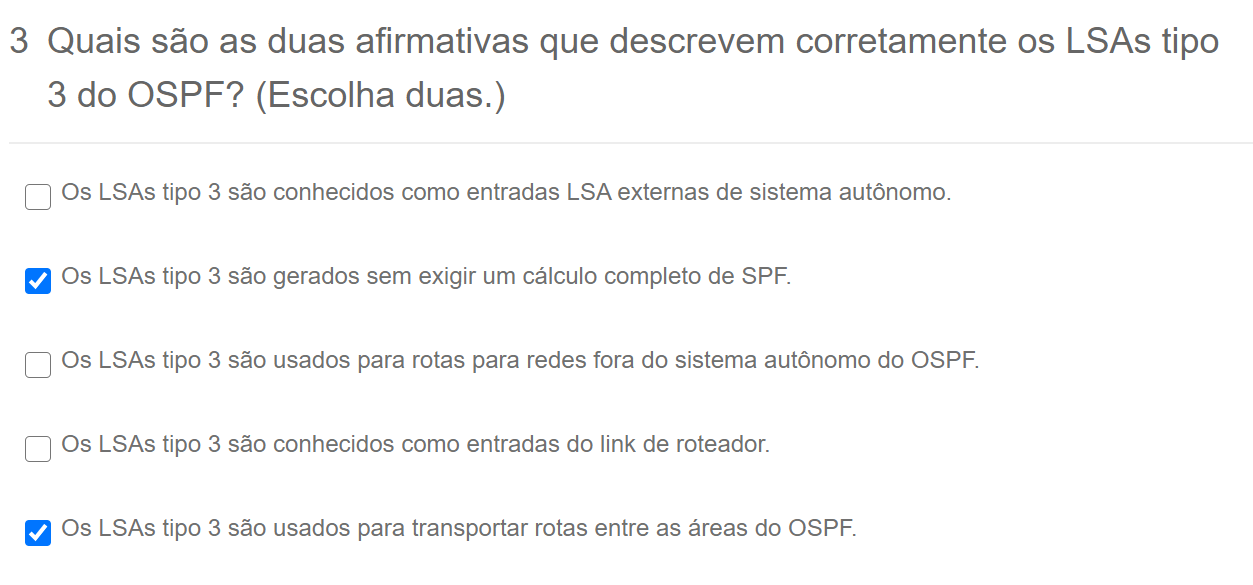 3 Quais são as duas afirmativas que descrevem corretamente os LSAs tipo
3 do OSPF? (Escolha duas.)
Os LSAs tipo 3 são conhecidos como entradas LSA externas de sistema autônomo.
Os LSAs tipo 3 são gerados sem exigir um cálculo completo de SPF.
Os LSAs tipo 3 são usados para rotas para redes fora do sistema autônomo do OSPF.
Os LSAs tipo 3 são conhecidos como entradas do link de roteador.
Os LSAs tipo 3 são usados para transportar rotas entre as áreas do OSPF.